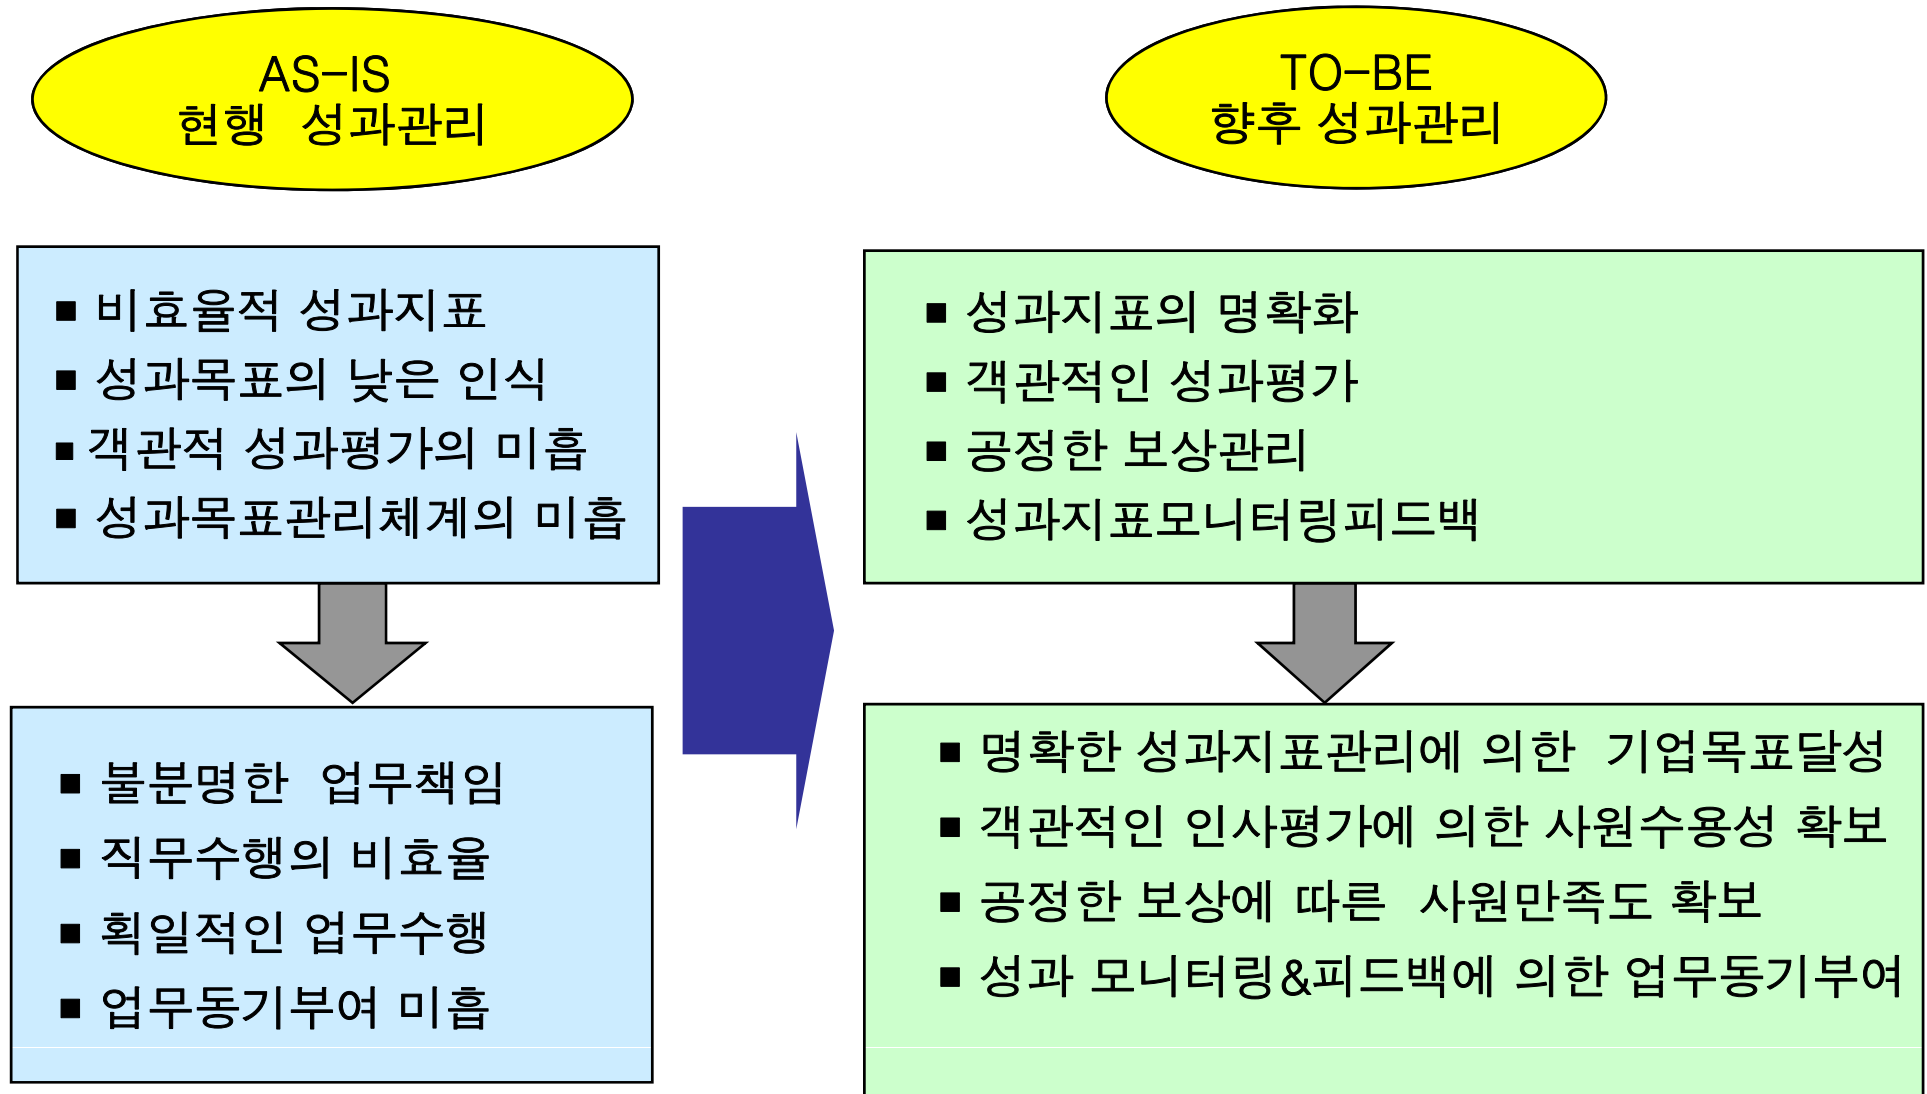 AS-IS
현행 성과관리
TO-BE
향후 성과관리
■ 비효율적 성과지표
■ 성과목표의 낮은 인식
■ 객관적 성과평가의 미흡
■ 성과목표관리체계의 미흡
■ 성과지표의 명확화
■ 객관적인 성과평가
■ 공정한 보상관리
■ 성과지표모니터링피드백
■ 불분명한 업무책임
■ 직무수행의 비효율
■ 획일적인 업무수행
■ 업무동기부여 미흡
■ 명확한 성과지표관리에 의한 기업목표달성
■ 객관적인 인사평가에 의한 사원수용성 확보
■ 공정한 보상에 따른 사원만족도 확보
■ 성과 모니터링&피드백에 의한 업무동기부여